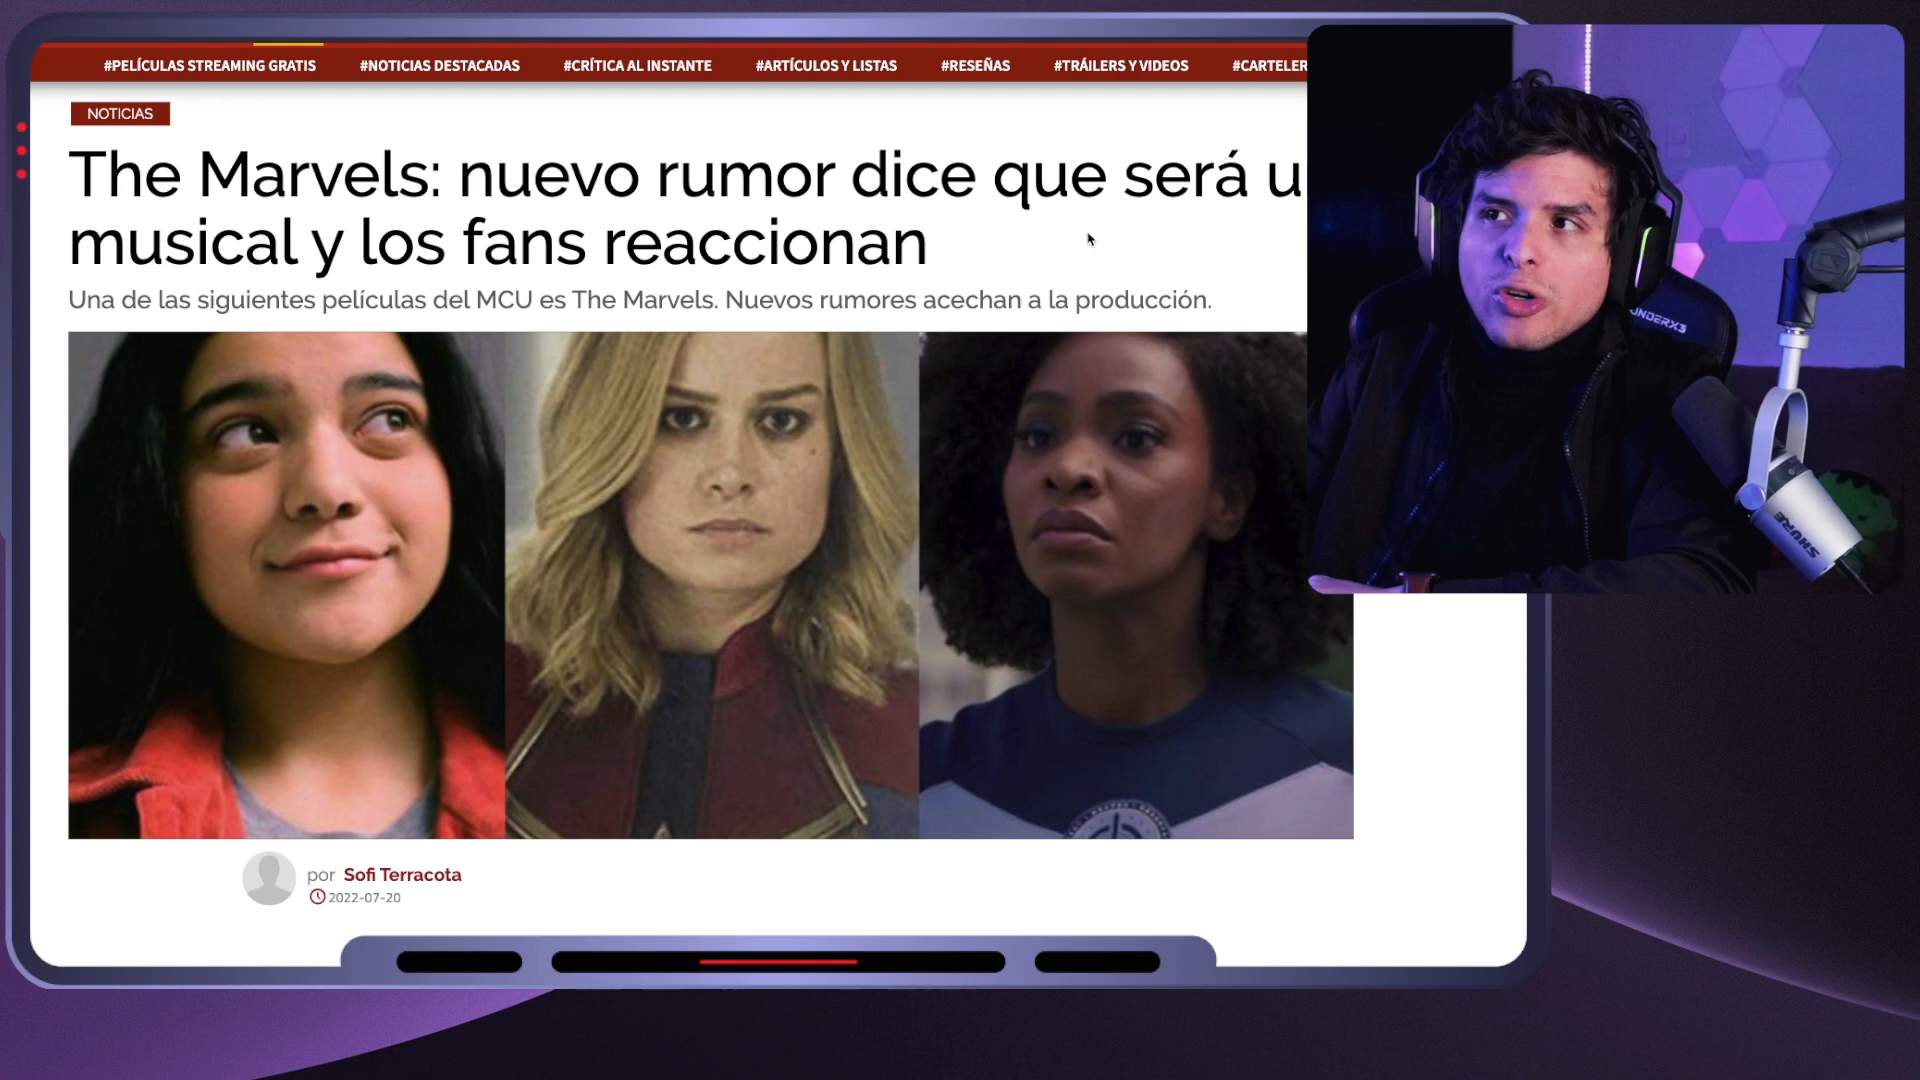 #PELÍCULAS STREAMING GRATIS #NOTICIAS DESTACADAS #CRÍTICA AL INSTANTE #ARTÍCULOS Y LISTAS #RESEÑAS #TRÁILERS Y VIDEOS #CARTELER
NOTICIAS
The Marvels: nuevo rumor dice que será u
musical y los fans reaccionan
Una de las siguientes películas del MCU es The Marvels. Nuevos rumores acechan a la producción.
por Sofi Terracota
2022-07-20
UNDERX3
SHURE